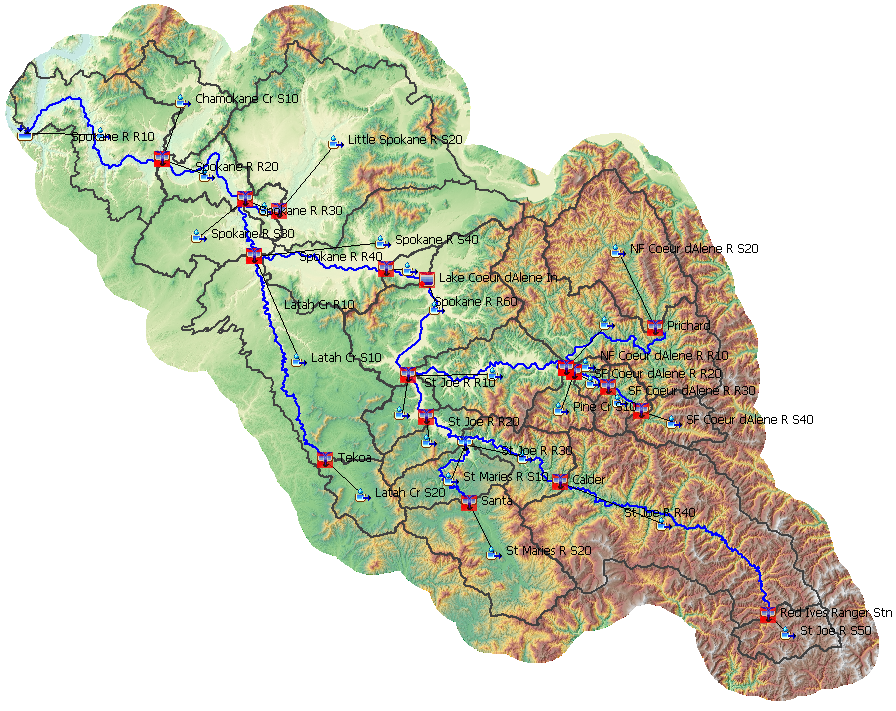 Chamokane Cr S10
Spokane R R10
Little Spokane R S20
Spokane R R20
Spokane R R30
Spokane R S30
Spokane R S40
NF Coeur dAlene R S20
Spokane R R40
Lake Coeur dAlene In
Latah Cr R10
Spokane R R60
Prichard
Latah Cr S10
NF Coeur dAlene R R10
SF Coeur dAlene R R20
St Joe R R10
SF Coeur dAlene R R30
Pine Cr S10
St Joe R R20
SF Coeur dAlene R S40
St Joe R R30
Tekoa
St Maries R S10
Calder
Latah Cr S20
Santa
St Joe R R40
St Maries R S20
Red Ives Ranger Stn
St Joe R S50